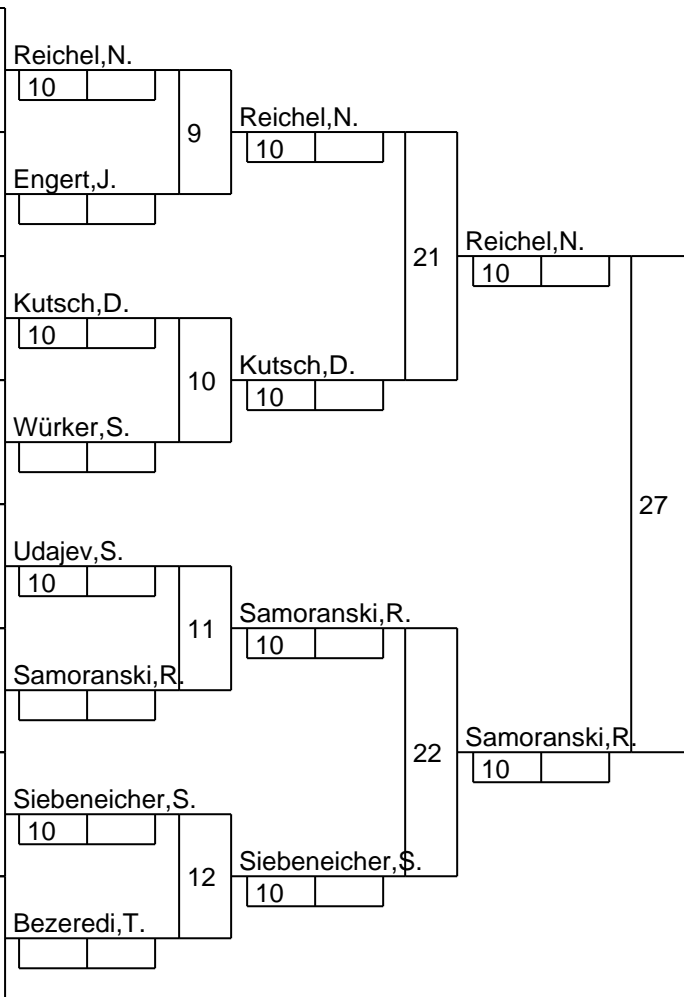 Reichel,N.
10
9
Reichel,N.
10
Engert,J.
21
Reichel,N.
10
Kutsch,D.
10
10
Kutsch,D.
10
Würker,S.
27
Udajev,S.
10
11
Samoranski,R.
10
Samoranski,R.
22
Samoranski,R.
10
Siebeneicher,S.
10
12
Siebeneicher,S.
10
Bezeredi,T.